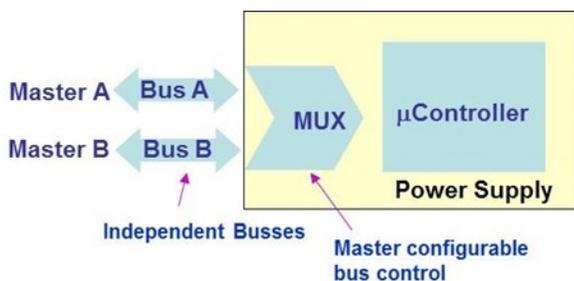 Master A
Bus A
Master B
Bus B
MUX
μController
Power Supply
Independent Busses
Master configurable
bus control